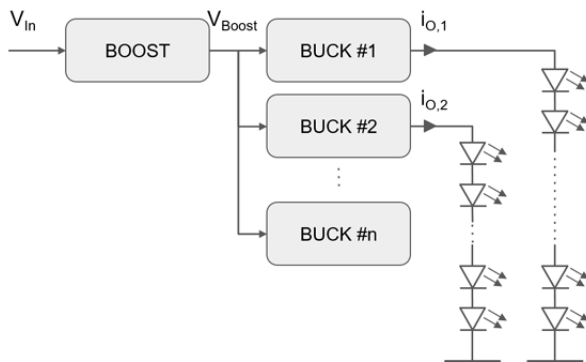 V_In
BOOST
V_Boost
BUCK #1
i_O,1
BUCK #2
i_O,2
BUCK #n